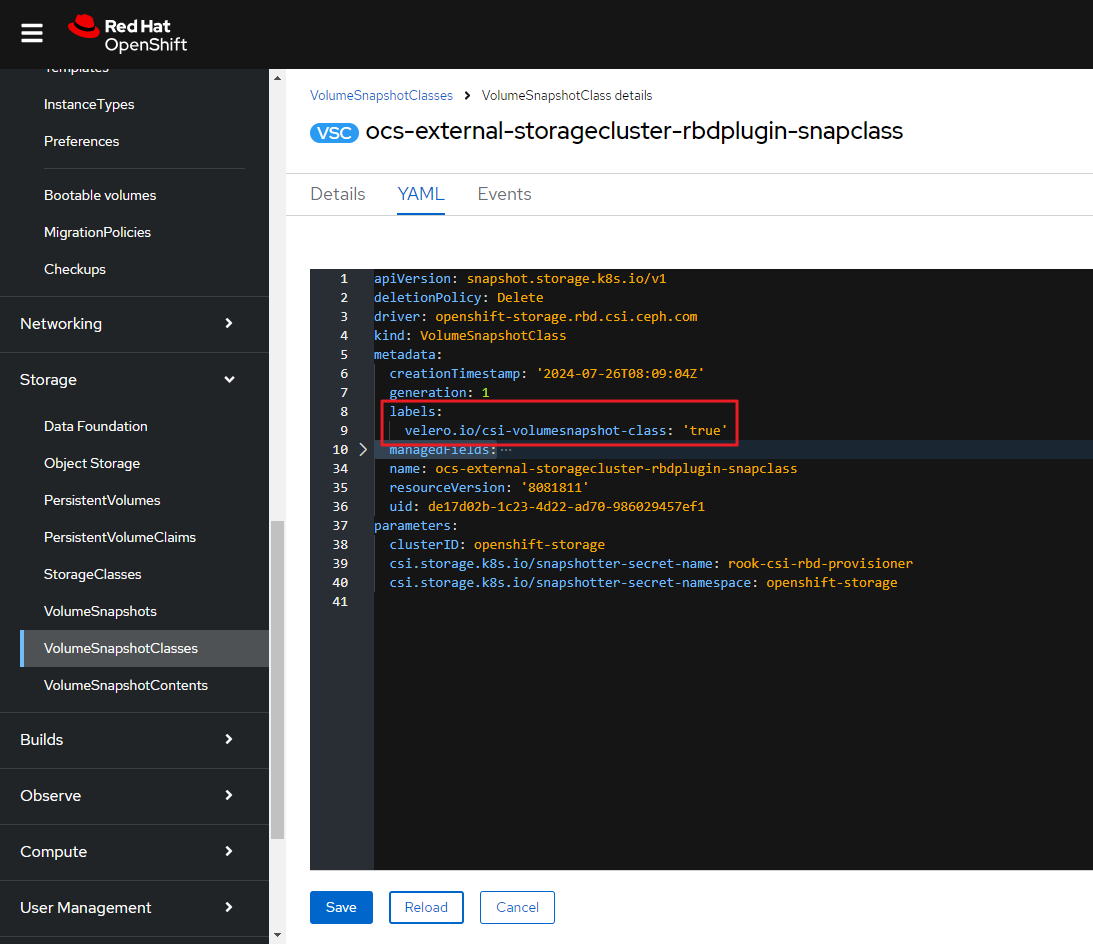 Red Hat
OpenShift
Templates
InstanceTypes
Preferences
Bootable volumes
MigrationPolicies
Checkups
Networking
Storage
Data Foundation
Object Storage
PersistentVolumes
PersistentVolumeClaims
StorageClasses
VolumeSnapshots
VolumeSnapshotClasses
VolumeSnapshotContents
Builds
Observe
Compute
User Management
VolumeSnapshotClasses > VolumeSnapshotClass details
VSC ocs-external-storagecluster-rbdplugin-snapclass
Details YAML Events
1 apiVersion: snapshot.storage.k8s.io/v1
2 deletionPolicy: Delete
3 driver: openshift-storage.rbd.csi.ceph.com
4 kind: VolumeSnapshotClass
5 metadata:
6 creationTimestamp: '2024-07-26T08:09:04Z'
7 generation: 1
8 labels:
9 velero.io/csi-volumesnapshot-class: 'true'
10 > managedFields: ...
34 name: ocs-external-storagecluster-rbdplugin-snapclass
35 resourceVersion: '8081811'
36 uid: de17d02b-1c23-4d22-ad70-986029457ef1
37 parameters:
38 clusterID: openshift-storage
39 csi.storage.k8s.io/snapshotter-secret-name: rook-csi-rbd-provisioner
40 csi.storage.k8s.io/snapshotter-secret-namespace: openshift-storage
41
Save Reload Cancel